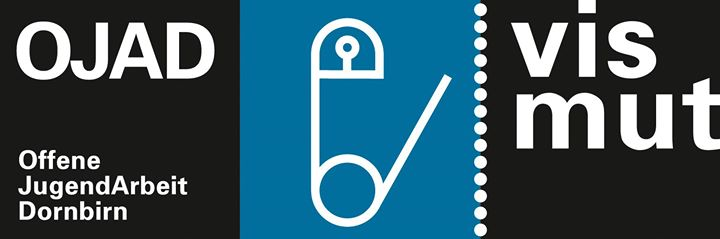 OJAD
Offene
JugendArbeit
Dornbirn
vis
mut